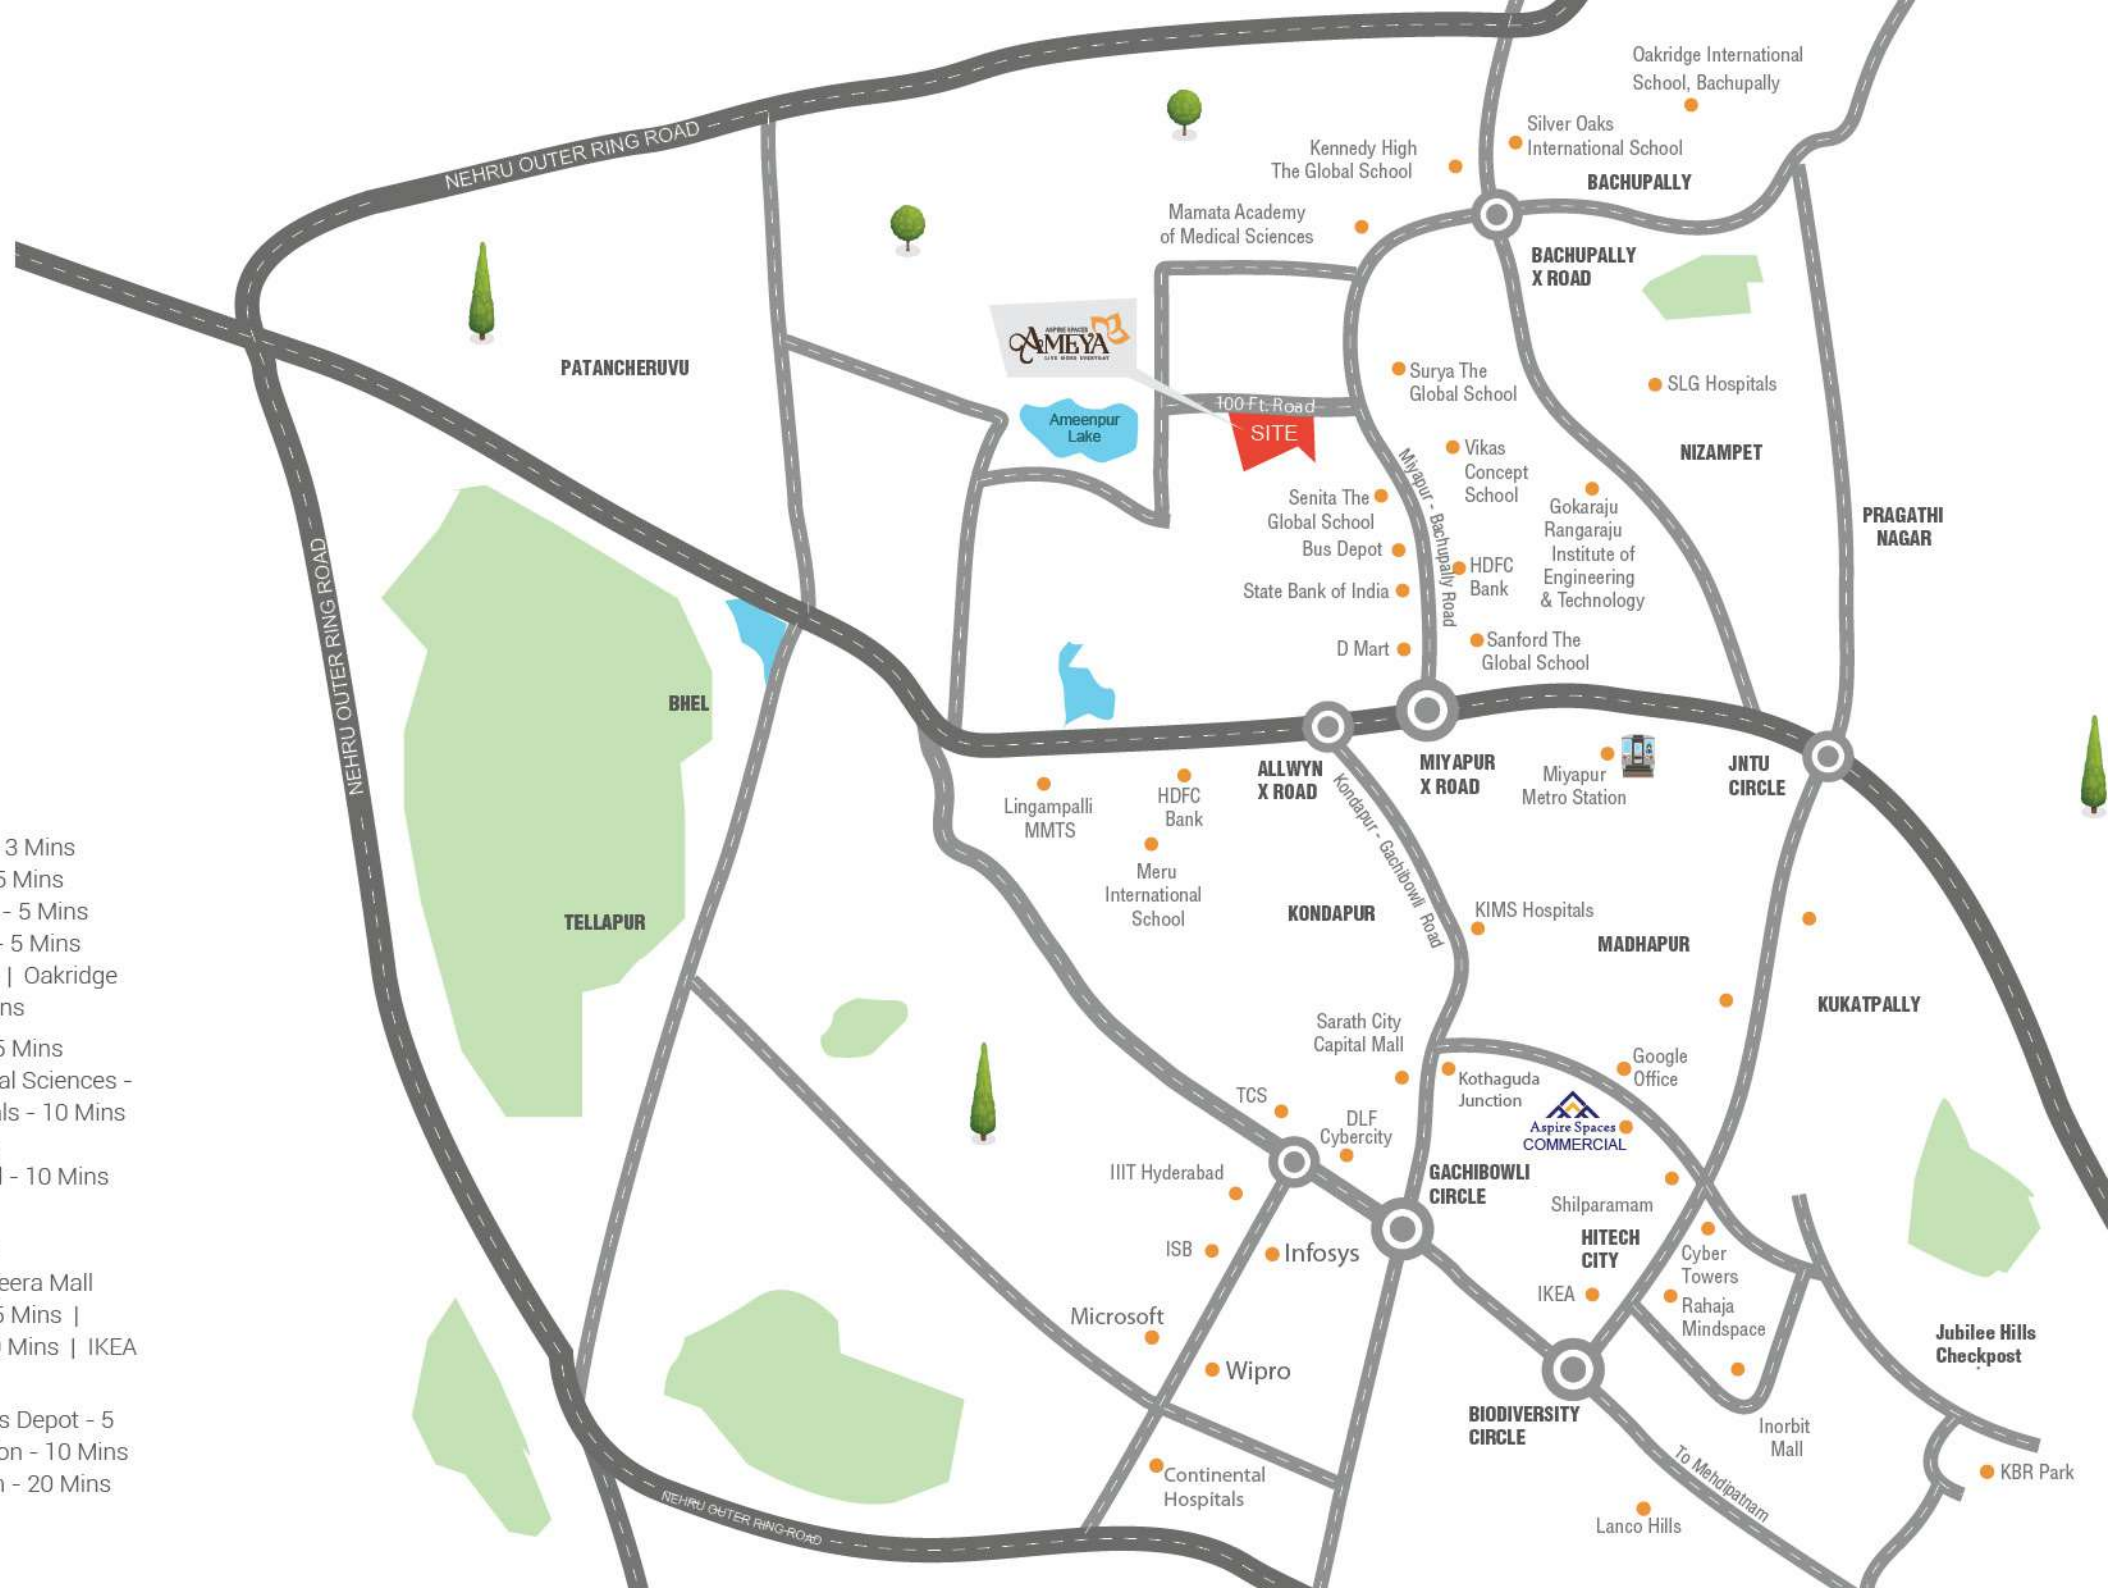 Oakridge International
School, Bachupally
Silver Oaks
International School
Kennedy High
The Global School
BACHUPALLY
NEHRU OUTER RING ROAD
Mamata Academy
of Medical Sciences
BACHUPALLY
X ROAD
ASPIRE SPACES
AMEYA
LIVE MORE EVERYDAY
PATANCHERUVU
Surya The
Global School
SLG Hospitals
100 Ft. Road
SITE
Ameenpur
Lake
Vikas
Concept
School
NIZAMPET
Miyapur - Bachupally Road
Senita The
Global School
Gokaraju
Rangaraju
Institute of
Engineering
& Technology
PRAGATHI
NAGAR
Bus Depot
HDFC
Bank
State Bank of India
D Mart
Sanford The
Global School
NEHRU OUTER RING ROAD
BHEL
ALLWYN
X ROAD
MIYAPUR
X ROAD
Miyapur
Metro Station
JNTU
CIRCLE
Lingampalli
MMTS
HDFC
Bank
Kondapur - Gachibowli Road
Meru
International
School
KONDAPUR
KIMS Hospitals
MADHAPUR
TELLAPUR
KUKATPALLY
3 Mins
5 Mins
- 5 Mins
- 5 Mins
| Oakridge
ns
5 Mins
al Sciences -
als - 10 Mins
- 10 Mins
eera Mall
5 Mins |
Mins | IKEA
s Depot - 5
on - 10 Mins
n - 20 Mins
Sarath City
Capital Mall
Google
Office
Kothaguda
Junction
TCS
DLF
Cybercity
Aspire Spaces
COMMERCIAL
IIIT Hyderabad
GACHIBOWLI
CIRCLE
Shilparamam
HITECH
CITY
ISB
Infosys
Cyber
Towers
IKEA
Rahaja
Mindspace
Microsoft
Jubilee Hills
Checkpost
Wipro
BIODIVERSITY
CIRCLE
Inorbit
Mall
To Mehdipatnam
KBR Park
Continental
Hospitals
Lanco Hills
NEHRU OUTER RING ROAD